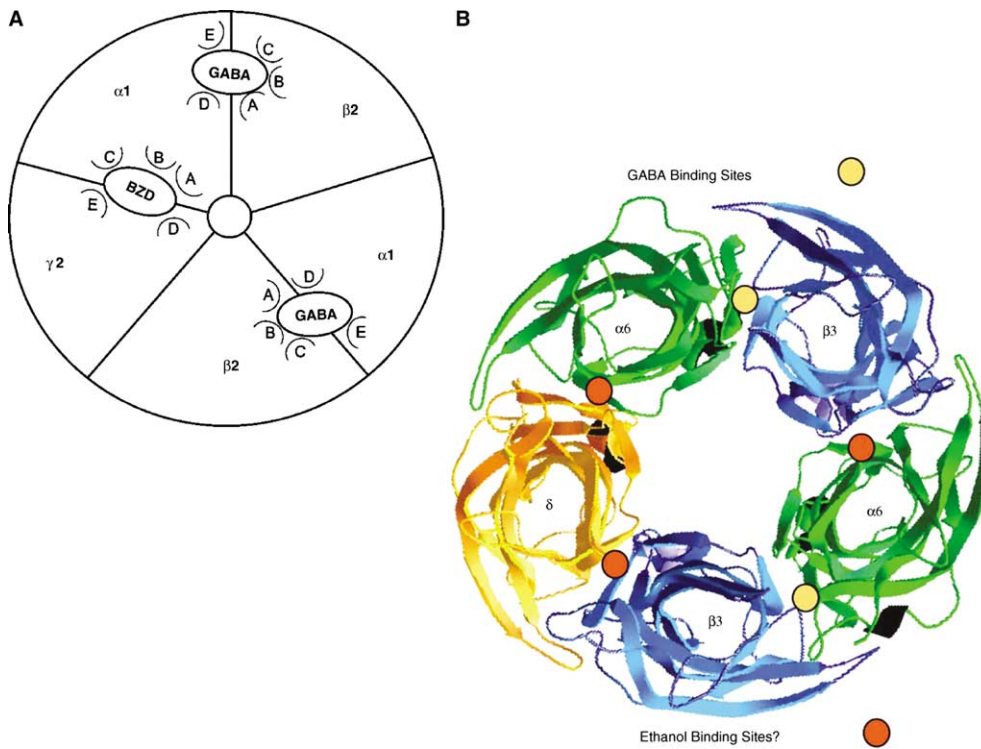 A
E
C
GABA
B
D
A
α1
β2
C
B
A
BZD
E
D
γ2
α1
D
A
GABA
E
B
C
β2
B
GABA Binding Sites
α6
β3
δ
α6
β3
Ethanol Binding Sites?